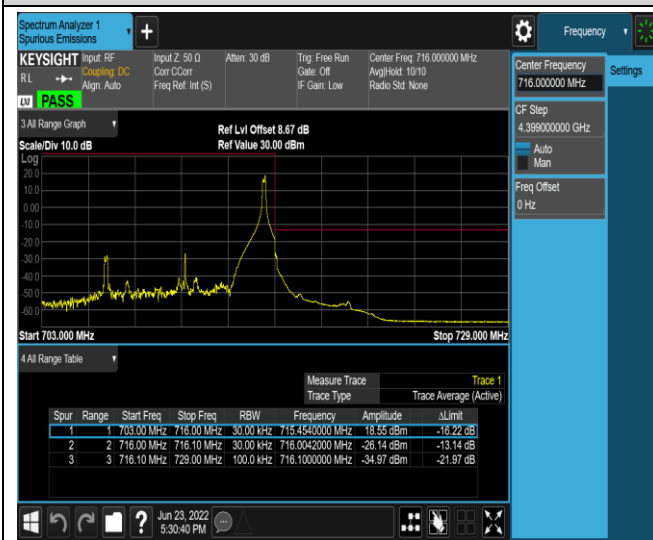 Spectrum Analyzer 1
Spurious Emissions
+
Frequency
KEYSIGHT
Input: RF
Input Z: 50 Ω
Atten: 30 dB
Trig: Free Run
Center Freq: 716.000000 MHz
RL
Coupling: DC
Corr CCorr
Gate: Off
Avg|Hold: 10/10
Align: Auto
Freq Ref: Int (S)
IF Gain: Low
Radio Std: None
LXI
PASS
Center Frequency
716.000000 MHz
Settings
CF Step
4.399000000 GHz
Auto
Man
Freq Offset
0 Hz
3 All Range Graph
Ref Lvl Offset 8.67 dB
Scale/Div 10.0 dB
Ref Value 30.00 dBm
Log
20.0
10.0
0.00
-10.0
-20.0
-30.0
-40.0
-50.0
-60.0
Start 703.000 MHz
Stop 729.000 MHz
4 All Range Table
Measure Trace
Trace 1
Trace Type
Trace Average (Active)
Spur Range Start Freq Stop Freq RBW Frequency Amplitude ΔLimit
1 1 703.00 MHz 716.00 MHz 30.00 kHz 715.4540000 MHz 18.55 dBm -16.22 dB
2 2 716.00 MHz 716.10 MHz 30.00 kHz 716.0042000 MHz -26.14 dBm -13.14 dB
3 3 716.10 MHz 729.00 MHz 100.0 kHz 716.1000000 MHz -34.97 dBm -21.97 dB
?
Jun 23, 2022
5:30:40 PM